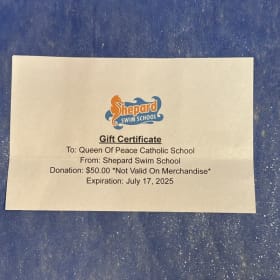 Shepard
SWIM SCHOOL
Gift Certificate
To: Queen Of Peace Catholic School
From: Shepard Swim School
Donation: $50.00 *Not Valid On Merchandise*
Expiration: July 17, 2025